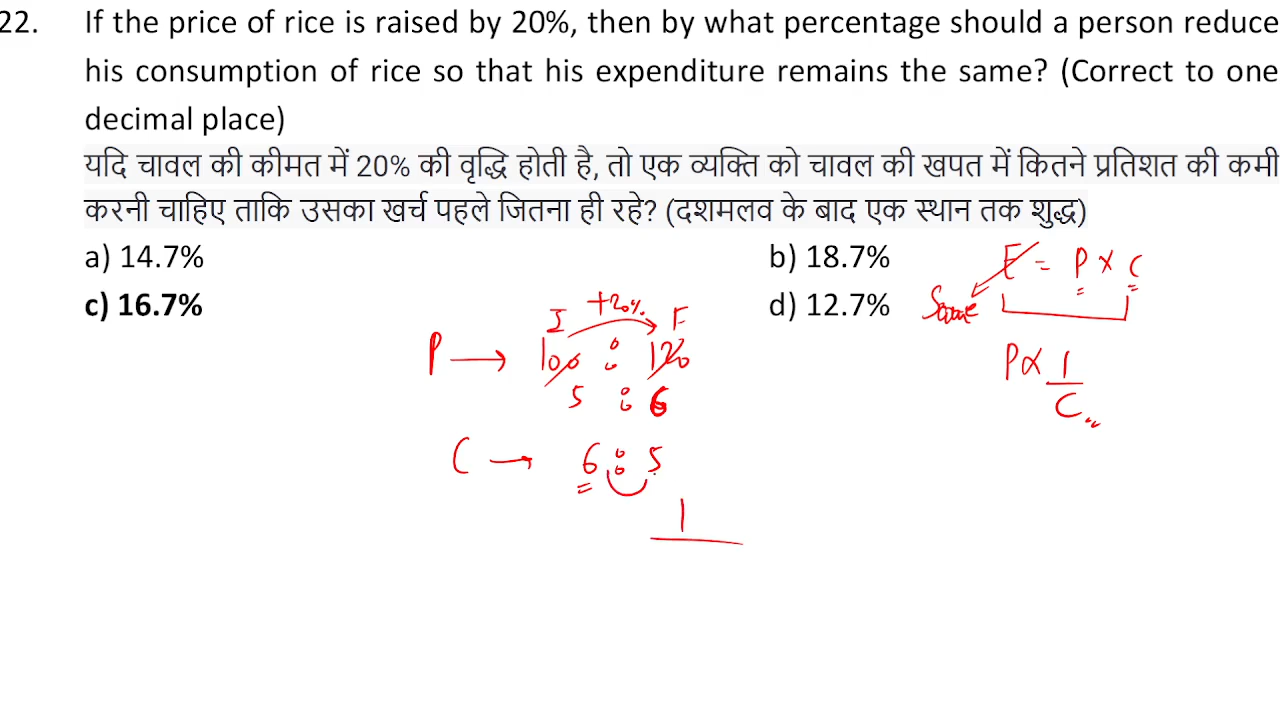 22. If the price of rice is raised by 20%, then by what percentage should a person reduce
his consumption of rice so that his expenditure remains the same? (Correct to one
decimal place)
यदि चावल की कीमत में 20% की वृद्धि होती है, तो एक व्यक्ति को चावल की खपत में कितने प्रतिशत की कमी
करनी चाहिए ताकि उसका खर्च पहले जितना ही रहे? (दशमलव के बाद एक स्थान तक शुद्ध)
a) 14.7% b) 18.7%
c) 16.7% d) 12.7%
E = P × C
Same
+20%
I F
P → 100 : 120
5 : 6
P ∝ 1/C
C → 6 : 5
1